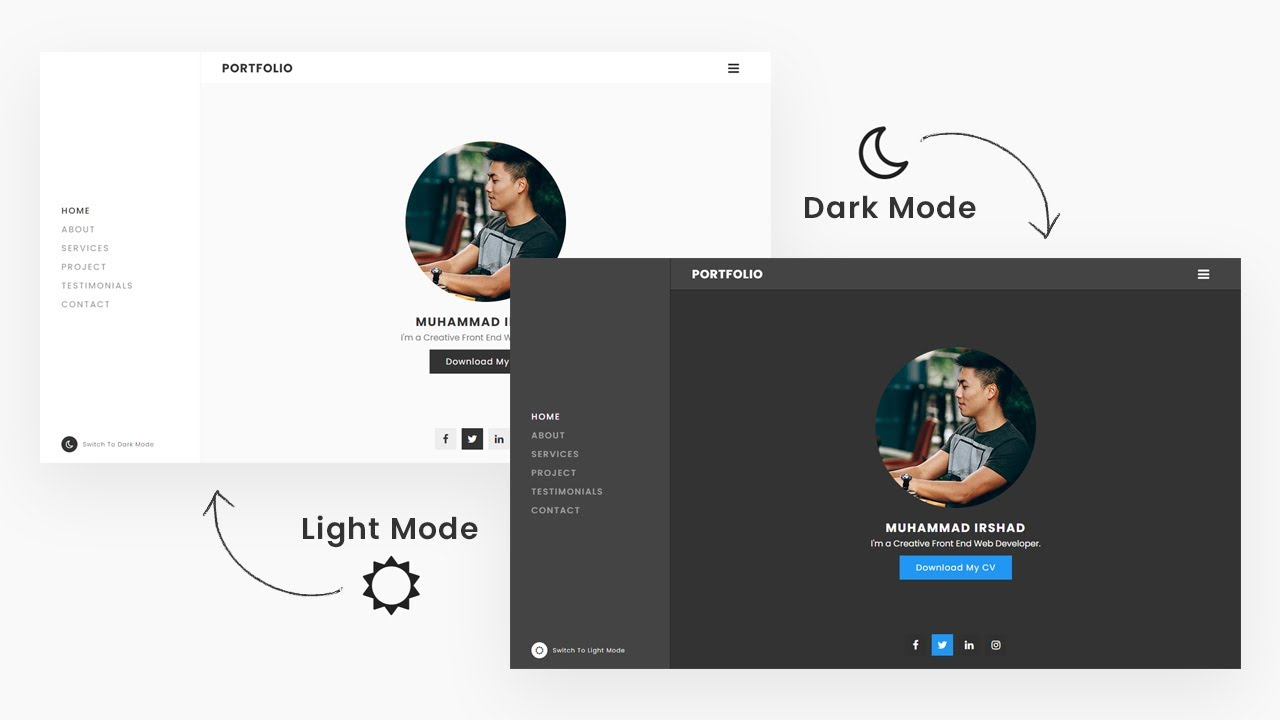 PORTFOLIO
HOME
ABOUT
SERVICES
PROJECT
TESTIMONIALS
CONTACT
MUHAMMAD I
I'm a Creative Front End W
Download My
Switch To Dark Mode
in
Dark Mode
Light Mode
PORTFOLIO
HOME
ABOUT
SERVICES
PROJECT
TESTIMONIALS
CONTACT
MUHAMMAD IRSHAD
I'm a Creative Front End Web Developer.
Download My CV
Switch To Light Mode
in